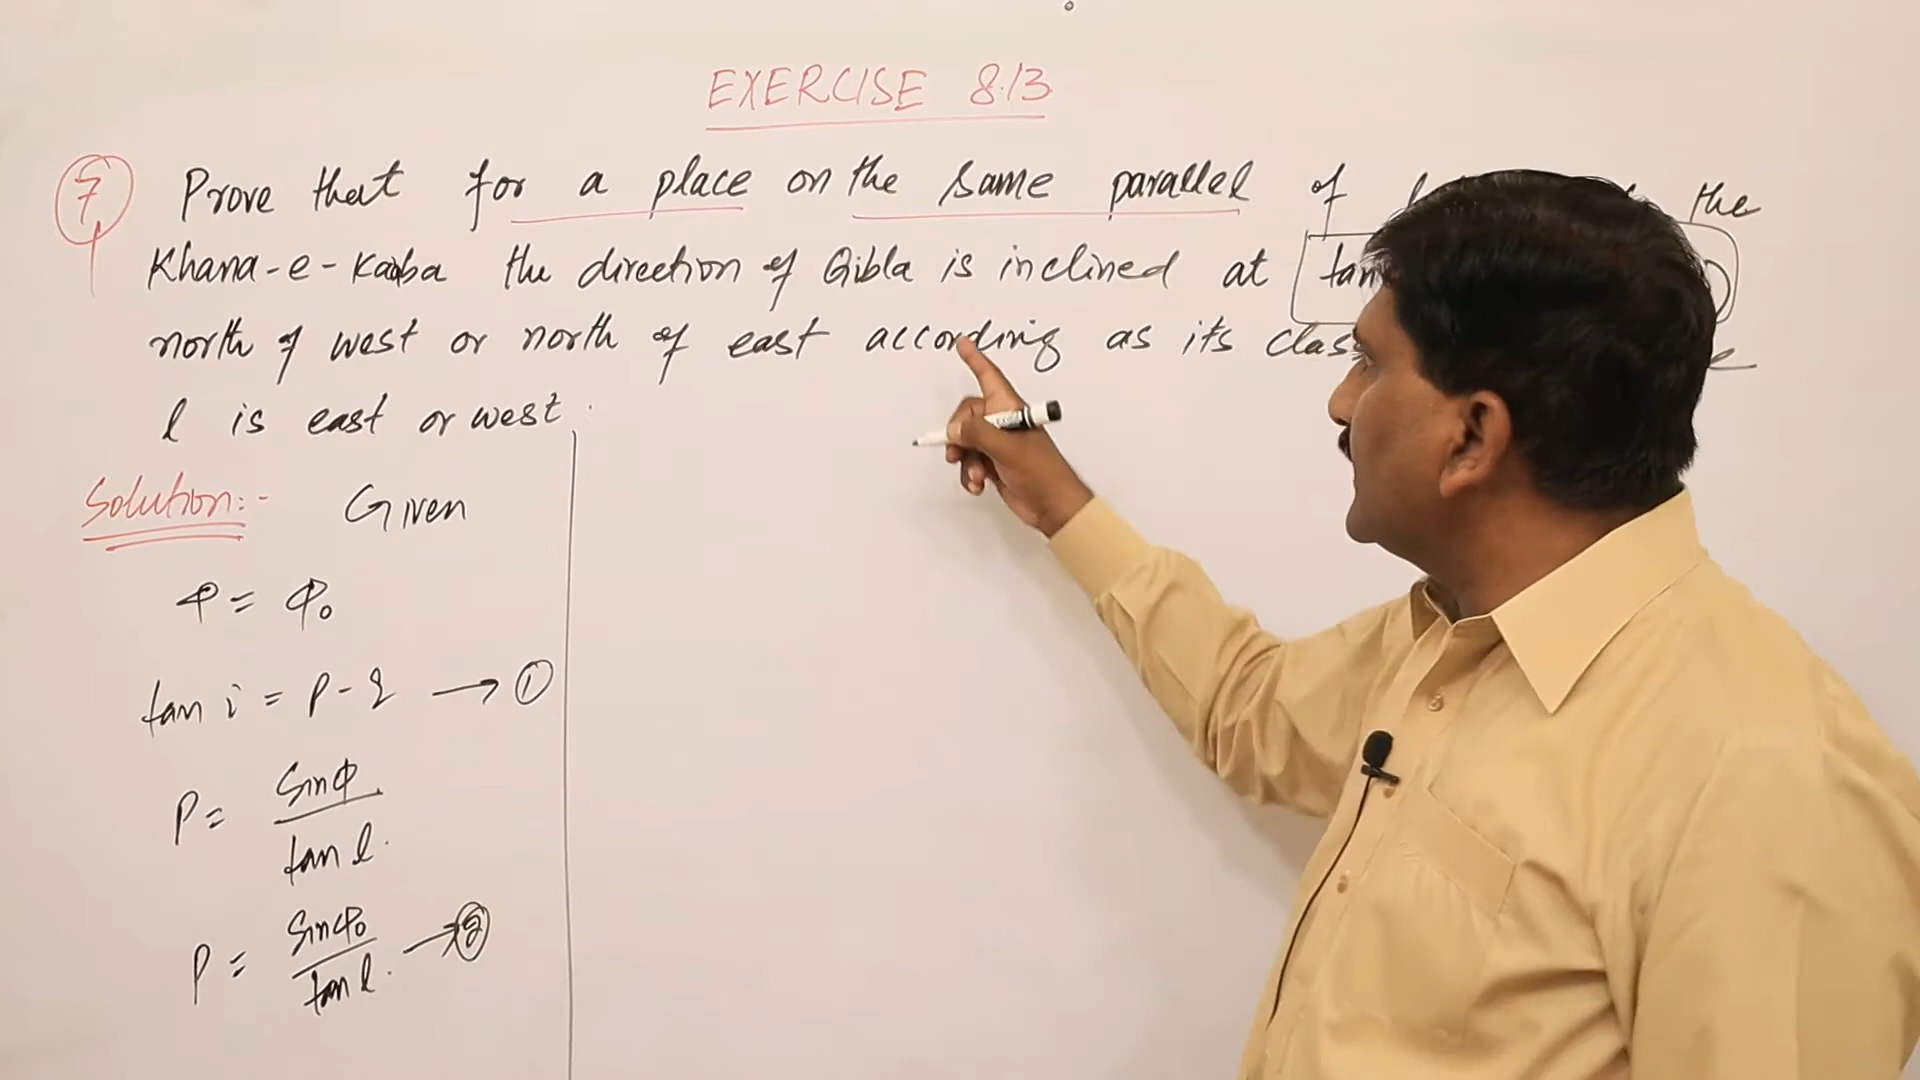 EXERCISE 8.13
7 Prove that for a place on the same parallel of the
Khana-e-Kaaba the direction of Qibla is inclined at tan
north of west or north of east according as its
l is east or west.
Solution:- Given
φ = φ₀
tan i = p - q → ①
P = Sinφ / tan l.
P = Sinφ₀ / tan l. → ②